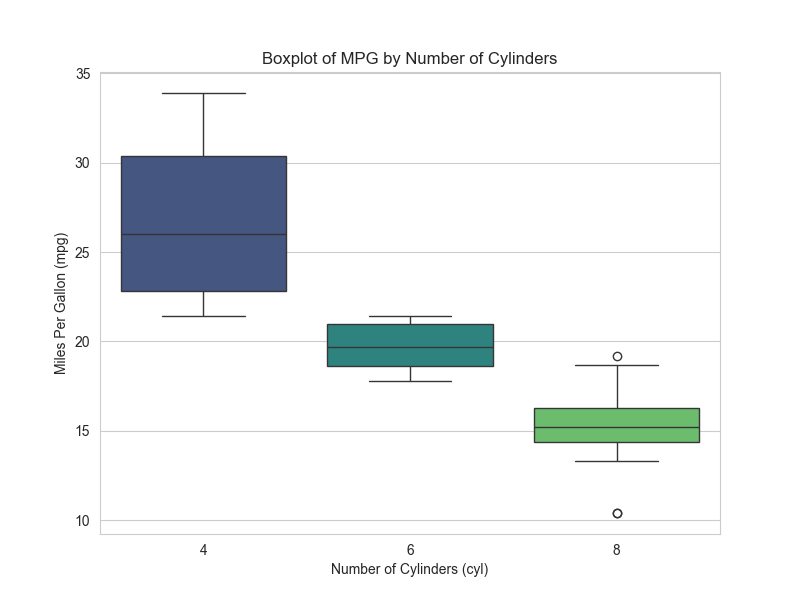 Boxplot of MPG by Number of Cylinders
35
30
25
20
15
10
Miles Per Gallon (mpg)
4 6 8
Number of Cylinders (cyl)